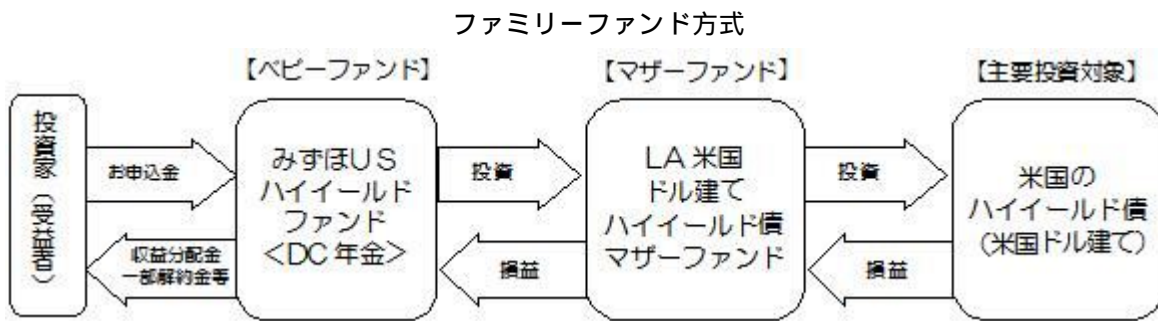 ファミリーファンド方式
【ベビーファンド】
【マザーファンド】
【主要投資対象】
投資家（受益者）
お申込金
収益分配金
一部解約金等
みずほUS
ハイイールド
ファンド
<DC年金>
投資
損益
LA米国
ドル建て
ハイイールド債
マザーファンド
投資
損益
米国の
ハイイールド債
(米国ドル建て)